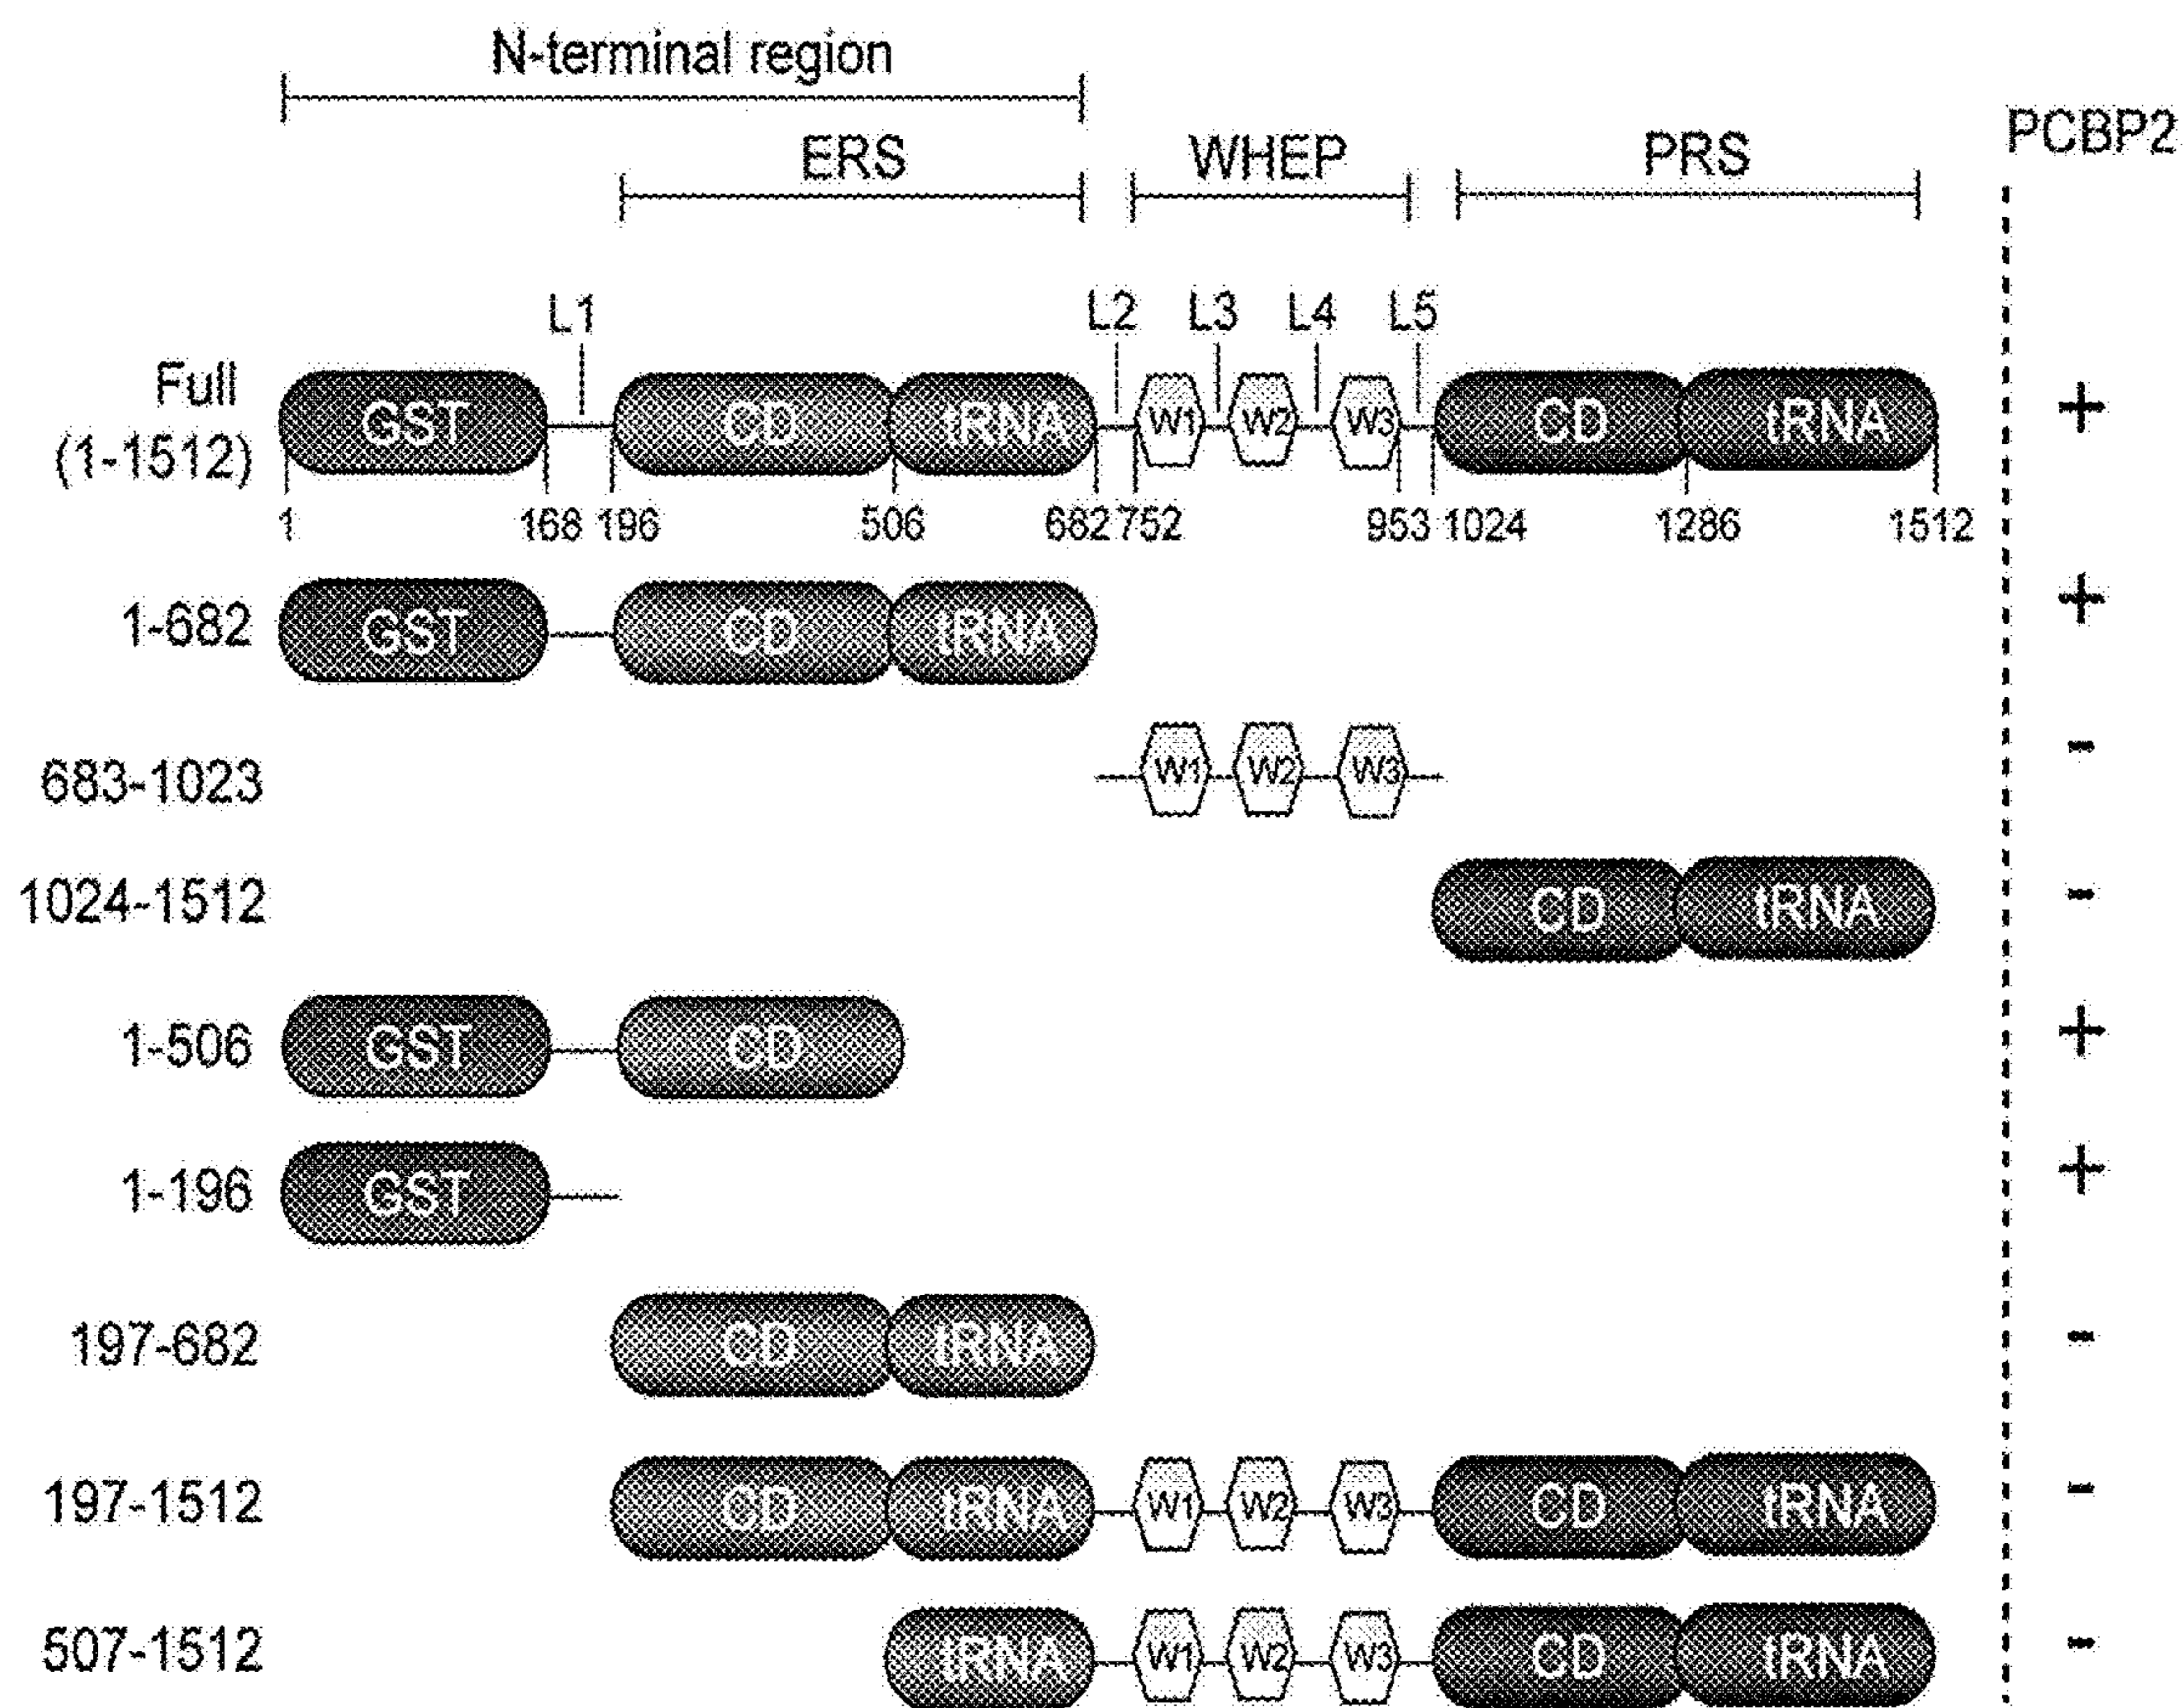 N-terminal region
PCBP2
ERS WHEP PRS
L1 L2 L3 L4 L5
Full
(1-1512)
GST CD tRNA W1 W2 W3 CD tRNA +
1 168 196 506 682 752 953 1024 1286 1512
1-682 GST CD tRNA +
683-1023 W1 W2 W3 -
1024-1512 CD tRNA -
1-506 GST CD +
1-196 GST +
197-682 CD tRNA -
197-1512 CD tRNA W1 W2 W3 CD tRNA -
507-1512 tRNA W1 W2 W3 CD tRNA -